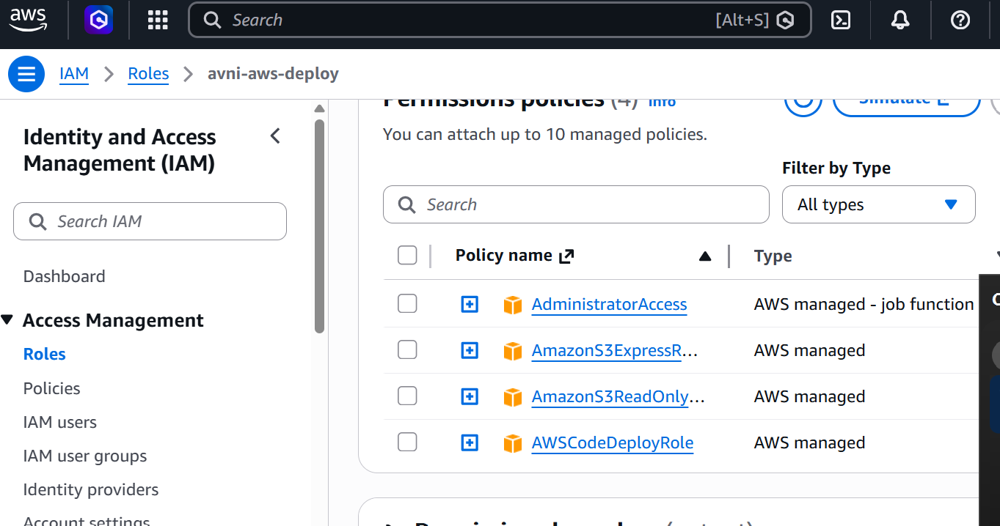 aws
Search
[Alt+S]
IAM
Roles
avni-aws-deploy
Identity and Access
Management (IAM)
Search IAM
Dashboard
Access Management
Roles
Policies
IAM users
IAM user groups
Identity providers
Account settings
Permissions policies (4) Info
Simulate
You can attach up to 10 managed policies.
Filter by Type
Search
All types
Policy name
Type
AdministratorAccess
AWS managed - job function
AmazonS3ExpressR...
AWS managed
AmazonS3ReadOnly...
AWS managed
AWSCodeDeployRole
AWS managed